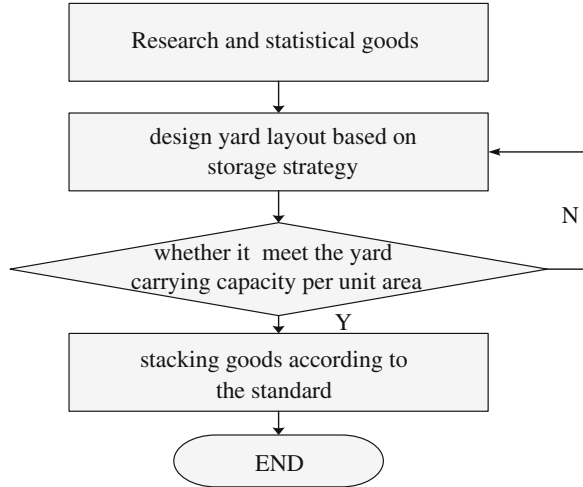 Research and statistical goods
design yard layout based on
storage strategy
N
whether it meet the yard
carrying capacity per unit area
Y
stacking goods according to
the standard
END